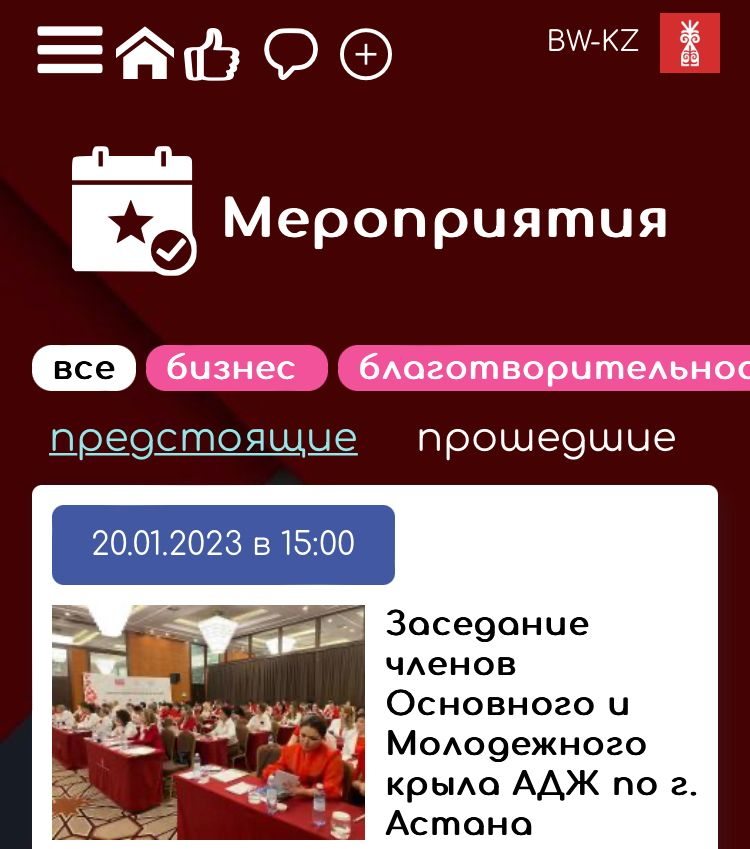 BW-KZ
Мероприятия
все бизнес благотворительнос
предстоящие прошедшие
20.01.2023 в 15:00
Заседание
членов
Основного и
Молодежного
крыла АДЖ по г.
Астана